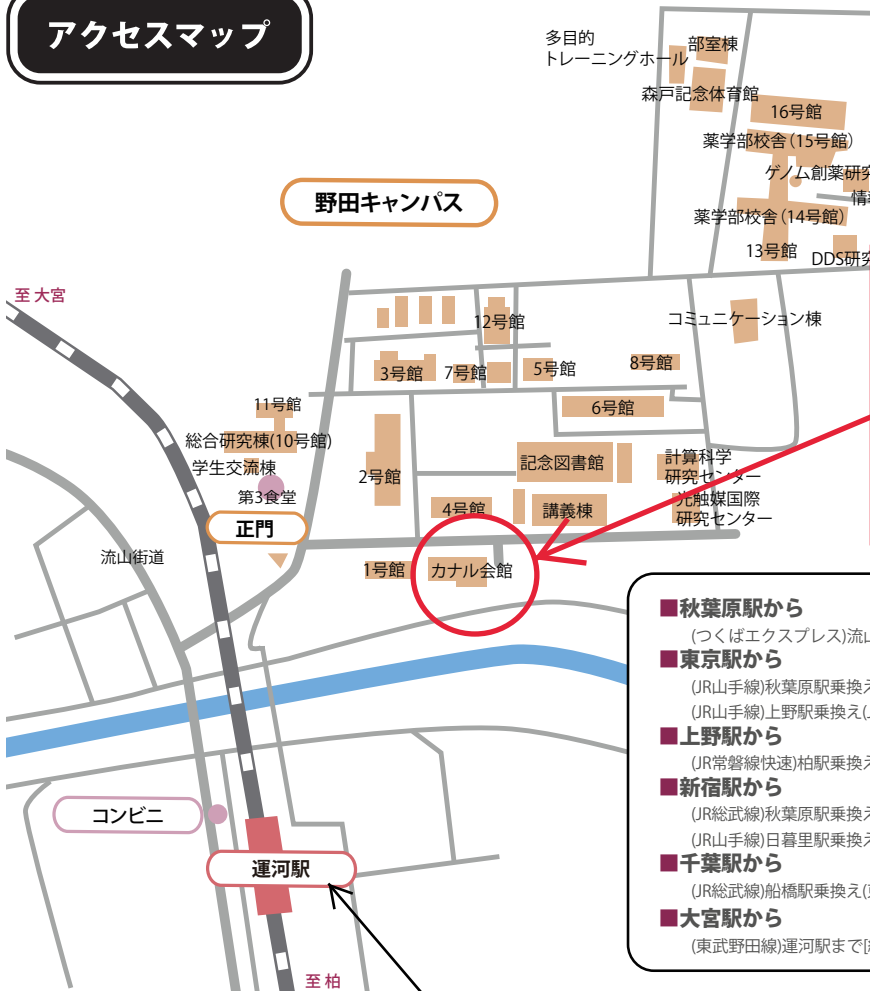 アクセスマップ
多目的
トレーニングホール
部室棟
森戸記念体育館
16号館
薬学部校舎(15号館)
ゲノム創薬研究
情報
薬学部校舎(14号館)
13号館
DDS研究
野田キャンパス
至 大宮
12号館
コミュニケーション棟
3号館
7号館
5号館
8号館
11号館
6号館
総合研究棟(10号館)
学生交流棟
第3食堂
2号館
記念図書館
計算科学
研究センター
4号館
講義棟
光触媒国際
研究センター
正門
流山街道
1号館
カナル会館
■秋葉原駅から
(つくばエクスプレス)流山
■東京駅から
(JR山手線)秋葉原駅乗換え
(JR山手線)上野駅乗換え(
■上野駅から
(JR常磐線快速)柏駅乗換え
■新宿駅から
(JR総武線)秋葉原駅乗換え
(JR山手線)日暮里駅乗換え
■千葉駅から
(JR総武線)船橋駅乗換え(東
■大宮駅から
(東武野田線)運河駅まで[
コンビニ
運河駅
至 柏